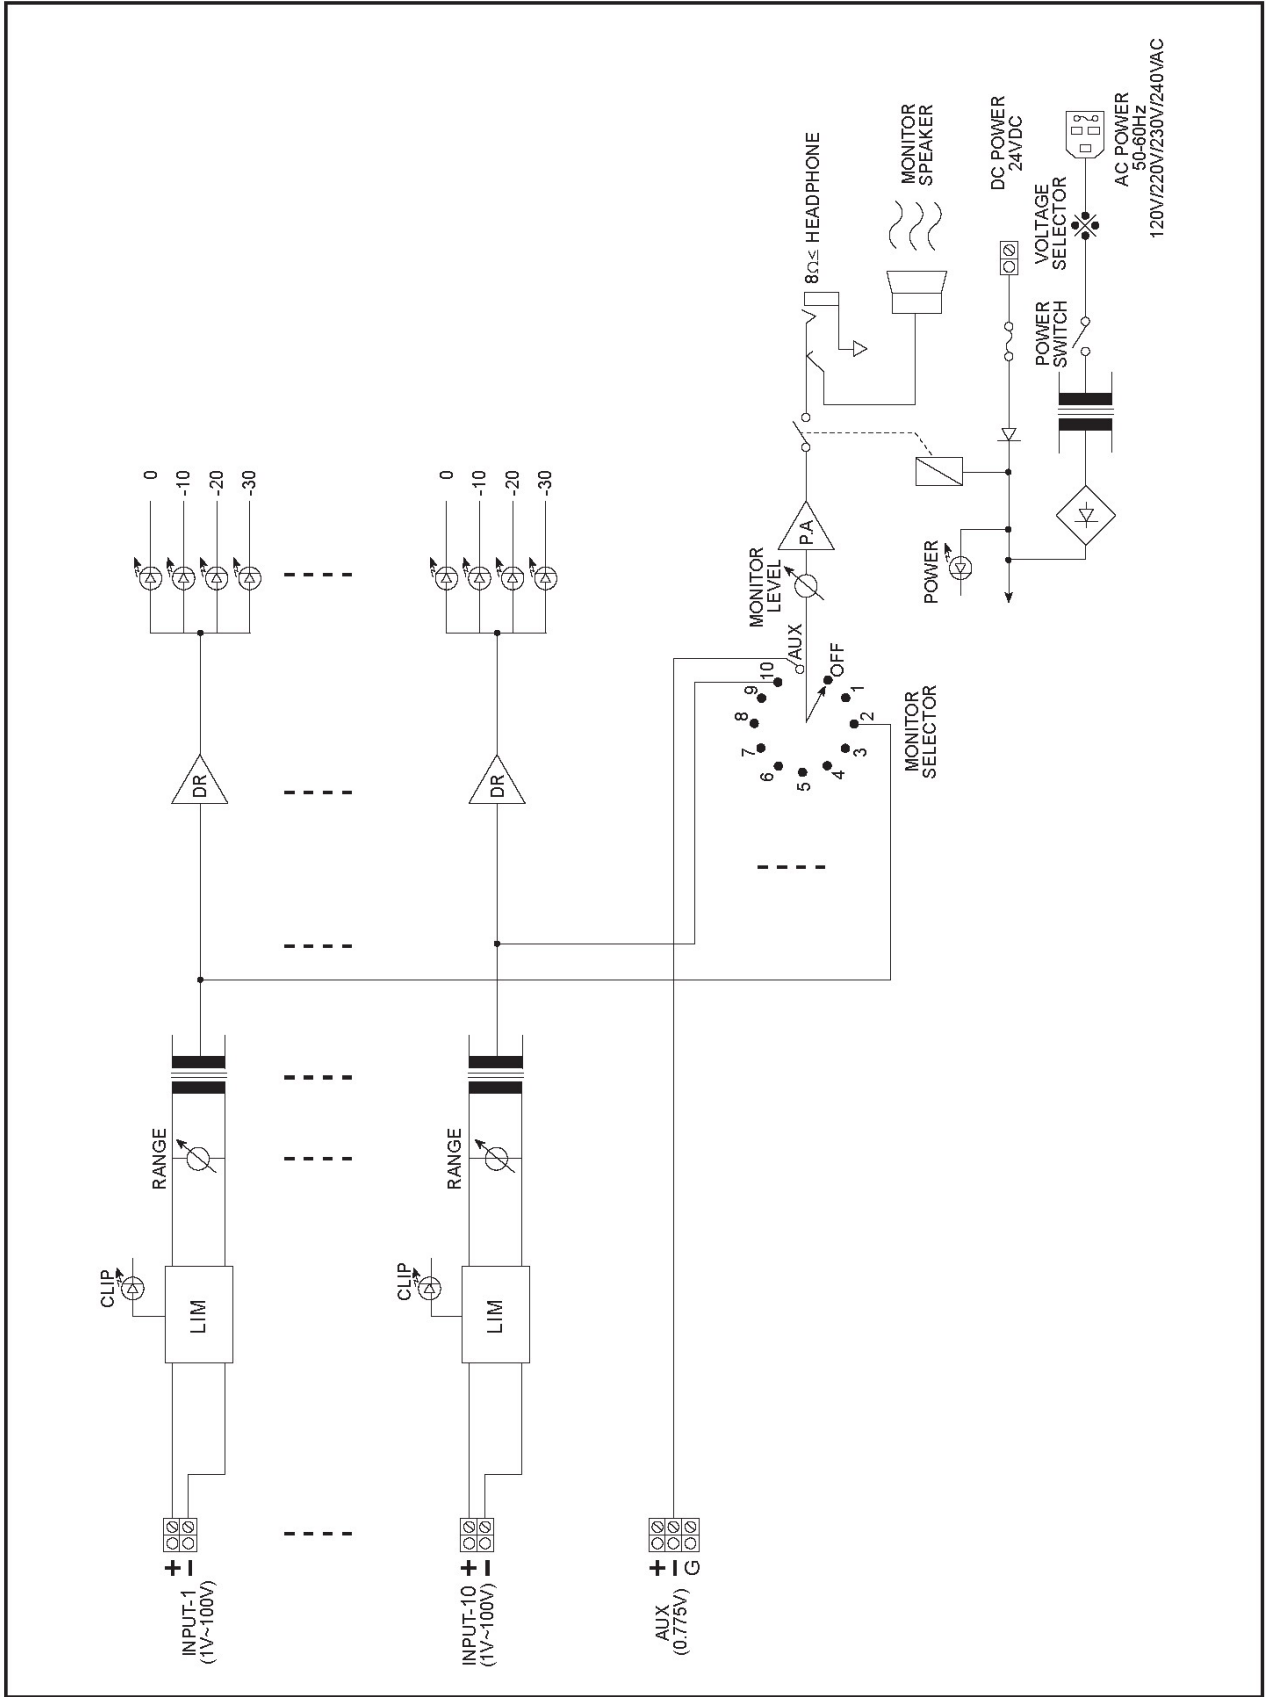 INPUT-1
(1V~100V)
+
−
CLIP
LIM
RANGE
DR
0
-10
-20
-30
INPUT-10
(1V~100V)
+
−
CLIP
LIM
RANGE
DR
0
-10
-20
-30
AUX
(0.775V)
+
−
G
MONITOR
SELECTOR
OFF
1
2
3
4
5
6
7
8
9
10
AUX
MONITOR
LEVEL
P.A
8Ω≤ HEADPHONE
MONITOR
SPEAKER
POWER
DC POWER
24VDC
POWER
SWITCH
VOLTAGE
SELECTOR
AC POWER
50-60Hz
120V/220V/230V/240VAC